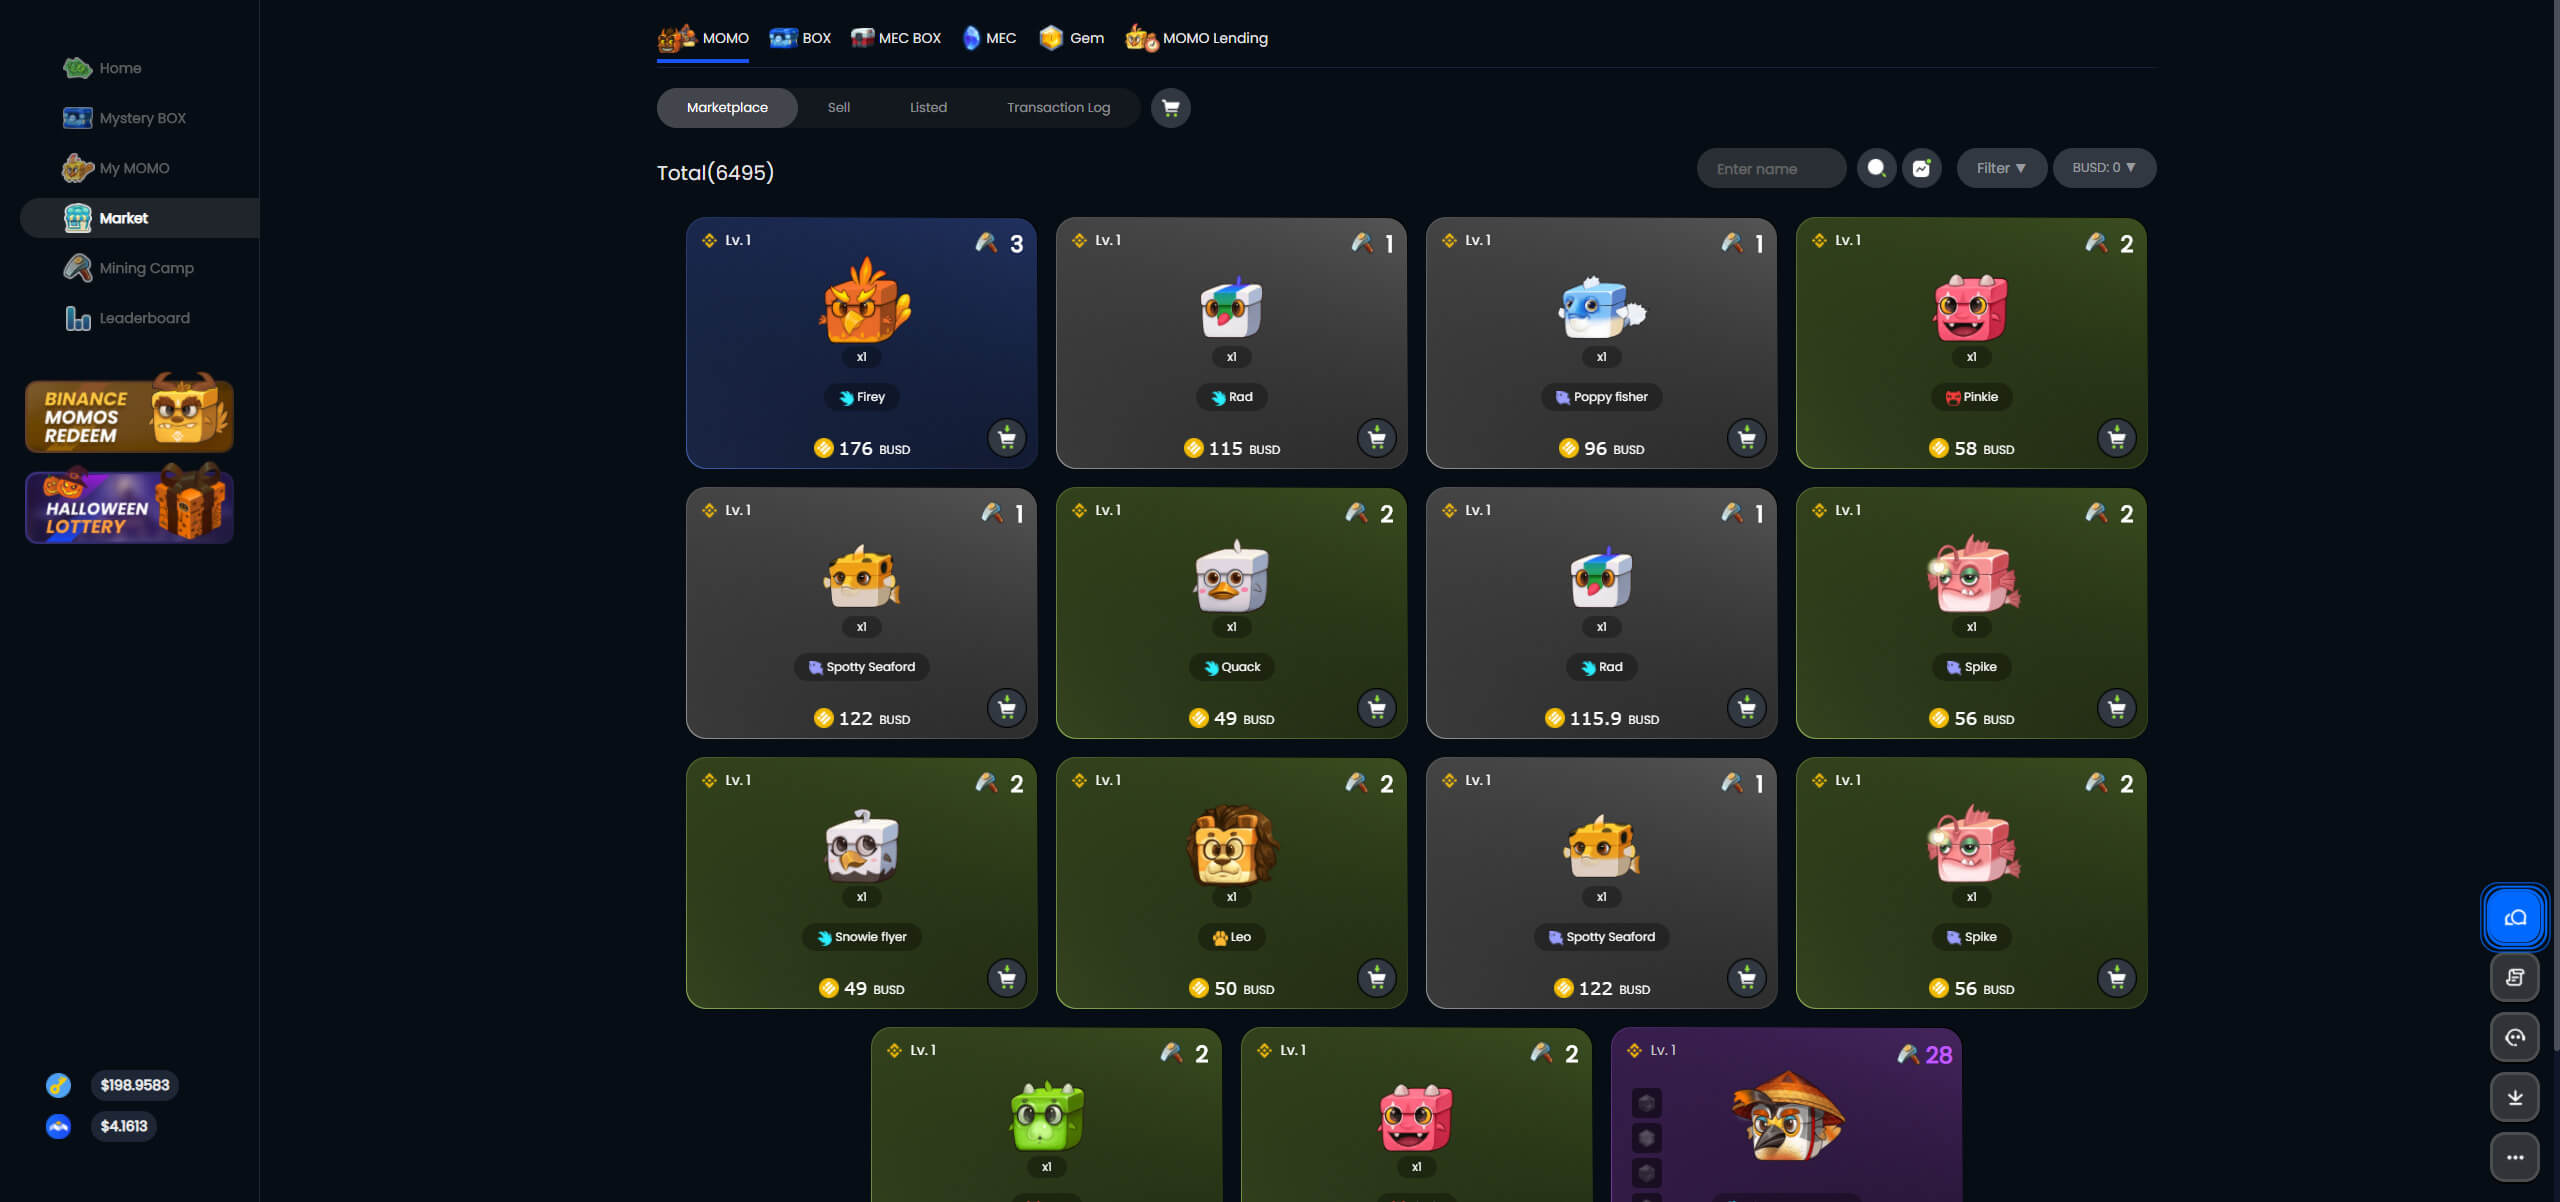 MOMO
BOX
MEC BOX
MEC
Gem
MOMO Lending
Home
Mystery BOX
My MOMO
Market
Mining Camp
Leaderboard
BINANCE
MOMOS
REDEEM
HALLOWEEN
LOTTERY
$198.9583
$4.1613
Marketplace
Sell
Listed
Transaction Log
Total(6495)
Enter name
Filter ▼
BUSD: 0 ▼
Lv. 1
3
x1
Firey
176 BUSD
Lv. 1
1
x1
Rad
115 BUSD
Lv. 1
1
x1
Poppy fisher
96 BUSD
Lv. 1
2
x1
Pinkie
58 BUSD
Lv. 1
1
x1
Spotty Seaford
122 BUSD
Lv. 1
2
x1
Quack
49 BUSD
Lv. 1
1
x1
Rad
115.9 BUSD
Lv. 1
2
x1
Spike
56 BUSD
Lv. 1
2
x1
Snowie flyer
49 BUSD
Lv. 1
2
x1
Leo
50 BUSD
Lv. 1
1
x1
Spotty Seaford
122 BUSD
Lv. 1
2
x1
Spike
56 BUSD
Lv. 1
2
x1
Lv. 1
2
x1
Lv. 1
28